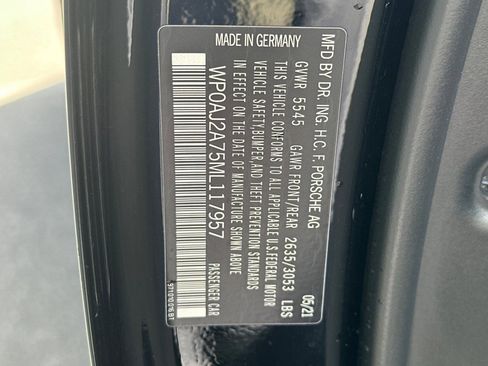 MFD BY DR. ING. H.C. F. PORSCHE AG
05/21
GVWR 5545 GAWR FRONT/REAR 2635/3053 LBS
THIS VEHICLE CONFORMS TO ALL APPLICABLE U.S. FEDERAL MOTOR
VEHICLE SAFETY, BUMPER, AND THEFT PREVENTION STANDARDS
IN EFFECT ON THE DATE OF MANUFACTURE SHOWN ABOVE
MADE IN GERMANY
WP0AJ2A75ML117957
PASSENGER CAR